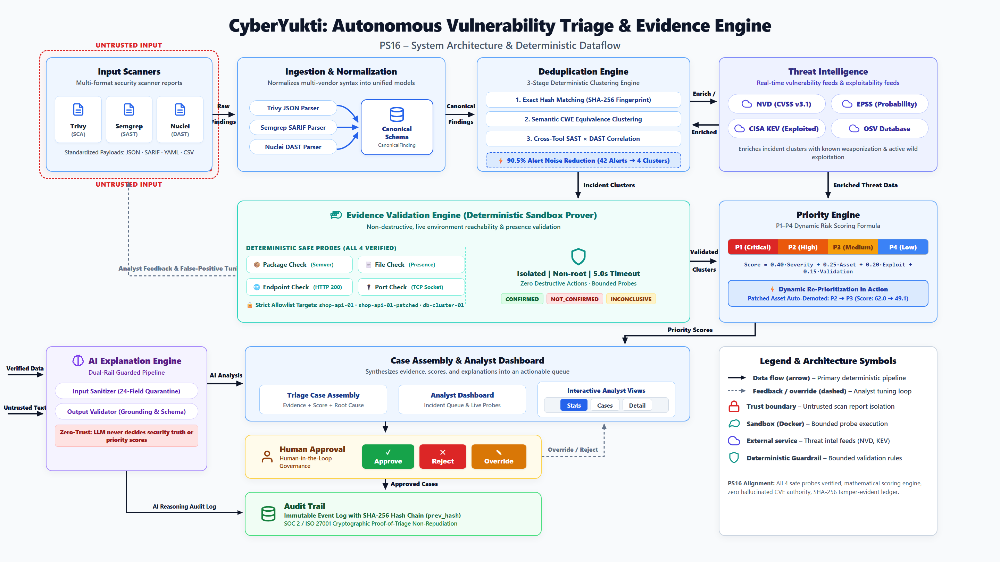 CyberYukti: Autonomous Vulnerability Triage & Evidence Engine
PS16 – System Architecture & Deterministic Dataflow
UNTRUSTED INPUT
Input Scanners
Multi-format security scanner reports
Trivy
(SCA)
Semgrep
(SAST)
Nuclei
(DAST)
Standardized Payloads: JSON · SARIF · YAML · CSV
UNTRUSTED INPUT
Raw
Findings
Ingestion & Normalization
Normalizes multi-vendor syntax into unified models
Trivy JSON Parser
Semgrep SARIF Parser
Nuclei DAST Parser
Canonical
Schema
CanonicalFinding
Canonical
Findings
Deduplication Engine
3-Stage Deterministic Clustering Engine
1. Exact Hash Matching (SHA-256 Fingerprint)
2. Semantic CWE Equivalence Clustering
3. Cross-Tool SAST × DAST Correlation
90.5% Alert Noise Reduction (42 Alerts ➔ 4 Clusters)
Enrich /
Enriched
Threat Intelligence
Real-time vulnerability feeds & exploitability feeds
NVD (CVSS v3.1)
EPSS (Probability)
CISA KEV (Exploited)
OSV Database
Enriches incident clusters with known weaponization & active wild
exploitation
Incident Clusters
Enriched Threat Data
Analyst Feedback & False-Positive Tuni
Evidence Validation Engine (Deterministic Sandbox Prover)
Non-destructive, live environment reachability & presence validation
DETERMINISTIC SAFE PROBES (ALL 4 VERIFIED)
Package Check (Semver)
File Check (Presence)
Endpoint Check (HTTP 200)
Port Check (TCP Socket)
Strict Allowlist Targets: shop-api-01 · shop-api-01-patched · db-cluster-01
Isolated | Non-root | 5.0s Timeout
Zero Destructive Actions · Bounded Probes
CONFIRMED
NOT_CONFIRMED
INCONCLUSIVE
Validated
Clusters
Priority Engine
P1–P4 Dynamic Risk Scoring Formula
P1 (Critical)
P2 (High)
P3 (Medium)
P4 (Low)
Score = 0.40·Severity + 0.25·Asset + 0.20·Exploit +
0.15·Validation
Dynamic Re-Prioritization in Action
Patched Asset Auto-Demoted: P2 ➔ P3 (Score: 62.0 ➔ 49.1)
Priority Scores
Verified Data
Untrusted Text
AI Explanation Engine
Dual-Rail Guarded Pipeline
Input Sanitizer (24-Field Quarantine)
Output Validator (Grounding & Schema)
Zero-Trust: LLM never decides security truth or
priority scores
AI Analysis
Case Assembly & Analyst Dashboard
Synthesizes evidence, scores, and explanations into an actionable queue
Triage Case Assembly
Evidence + Score + Root Cause
Analyst Dashboard
Incident Queue & Live Probes
Interactive Analyst Views
Stats
Cases
Detail
Human Approval
Human-in-the-Loop
Governance
✓
Approve
✕
Reject
Override
Override / Reject
Approved Cases
AI Reasoning Audit Log
Audit Trail
Immutable Event Log with SHA-256 Hash Chain (prev_hash)
SOC 2 / ISO 27001 Cryptographic Proof-of-Triage Non-Repudiation
Legend & Architecture Symbols
Data flow (arrow) – Primary deterministic pipeline
Feedback / override (dashed) – Analyst tuning loop
Trust boundary – Untrusted scan report isolation
Sandbox (Docker) – Bounded probe execution
External service – Threat intel feeds (NVD, KEV)
Deterministic Guardrail – Bounded validation rules
PS16 Alignment: All 4 safe probes verified, mathematical scoring engine,
zero hallucinated CVE authority, SHA-256 tamper-evident ledger.